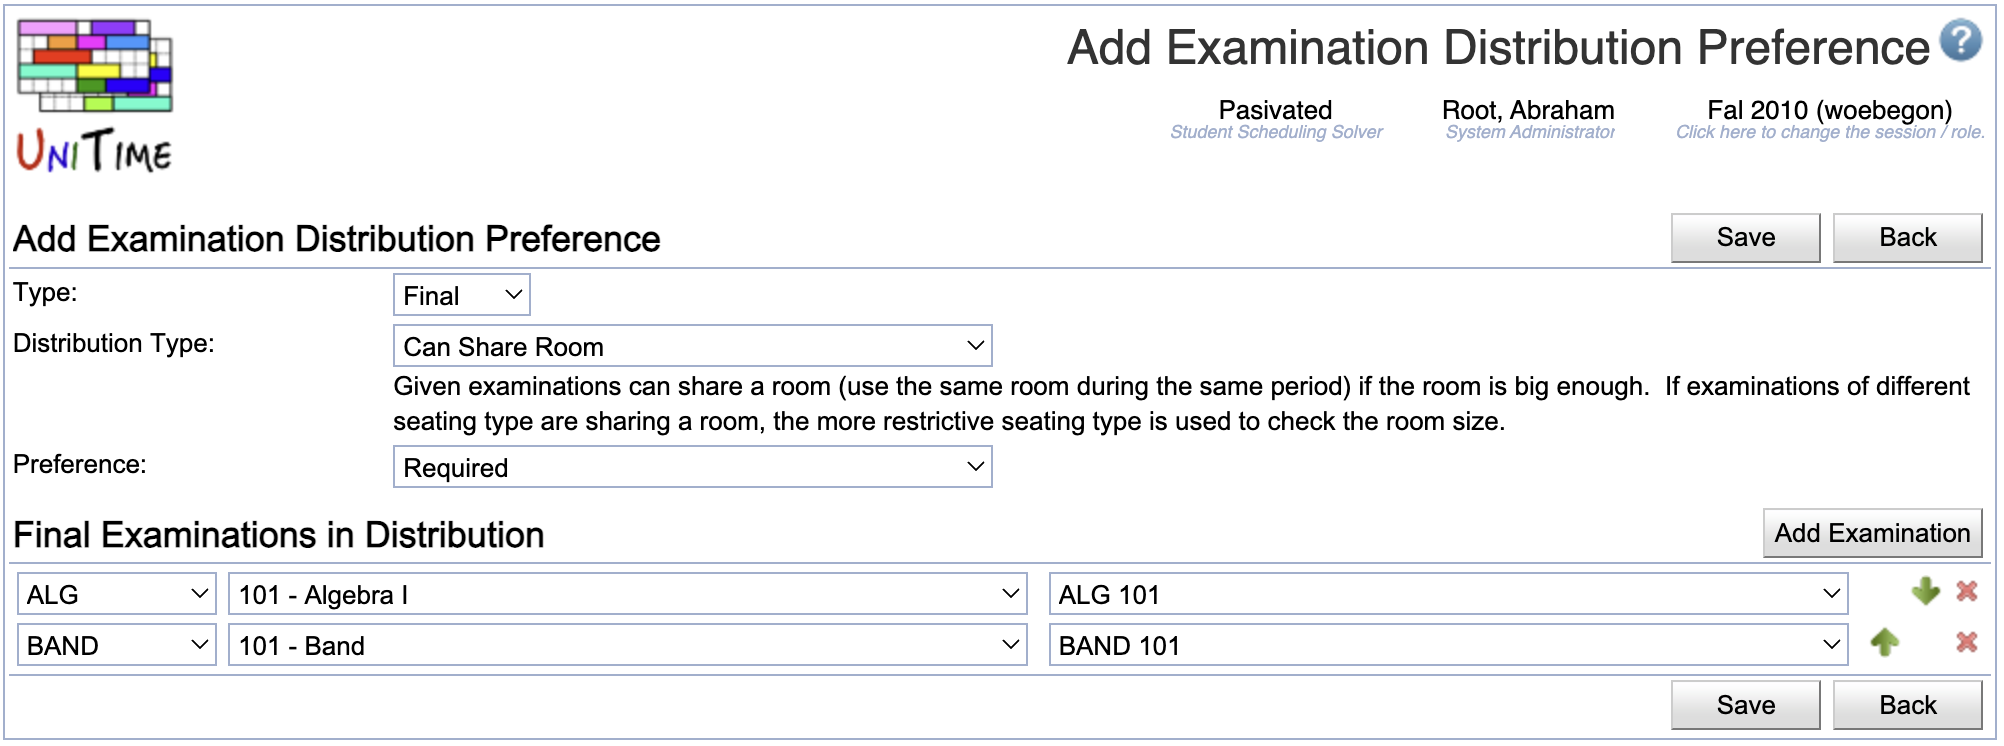 UNITIME
Add Examination Distribution Preference ?
Pasivated Root, Abraham Fal 2010 (woebegon)
Student Scheduling Solver System Administrator Click here to change the session / role.
Add Examination Distribution Preference Save Back
Type: Final
Distribution Type: Can Share Room
Given examinations can share a room (use the same room during the same period) if the room is big enough.  If examinations of different
seating type are sharing a room, the more restrictive seating type is used to check the room size.
Preference: Required
Final Examinations in Distribution Add Examination
ALG 101 - Algebra I ALG 101
BAND 101 - Band BAND 101
Save Back